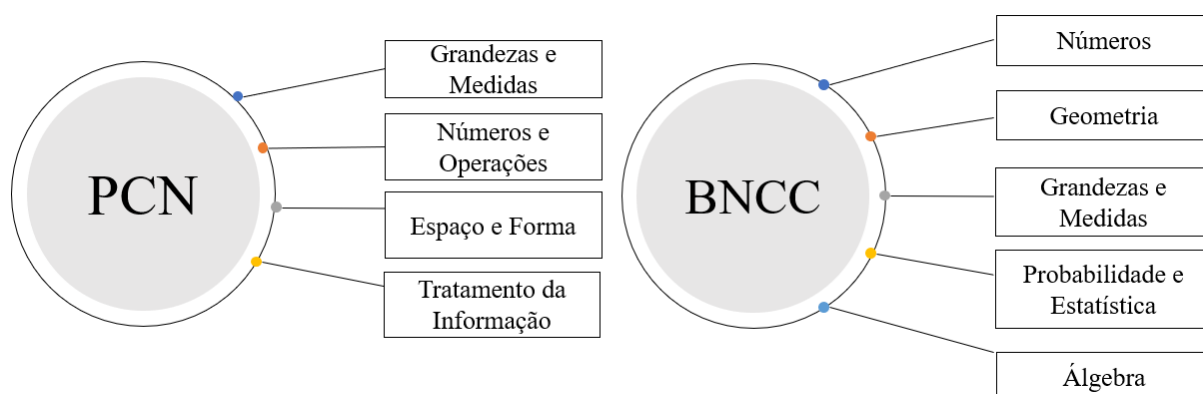 PCN
Grandezas e
Medidas
Números e
Operações
Espaço e Forma
Tratamento da
Informação
BNCC
Números
Geometria
Grandezas e
Medidas
Probabilidade e
Estatística
Álgebra